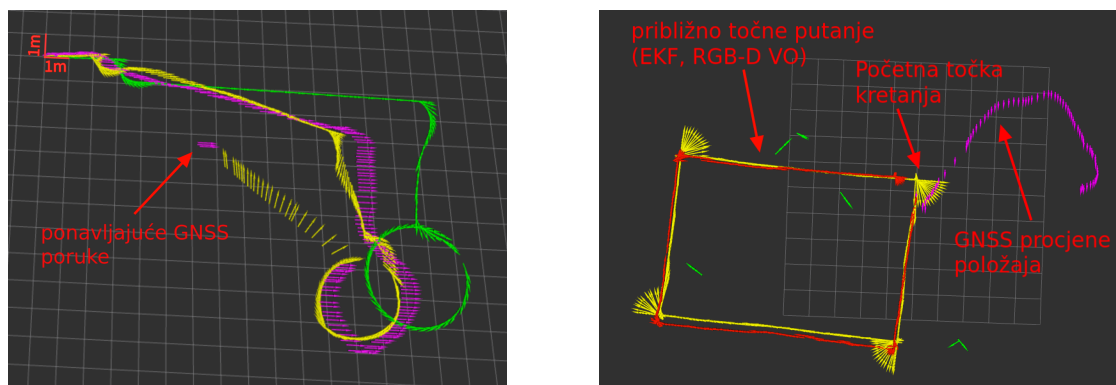 1m
1m
ponavljajuće GNSS
poruke
približno točne putanje
(EKF, RGB-D VO)
Početna točka
kretanja
GNSS procjene
položaja